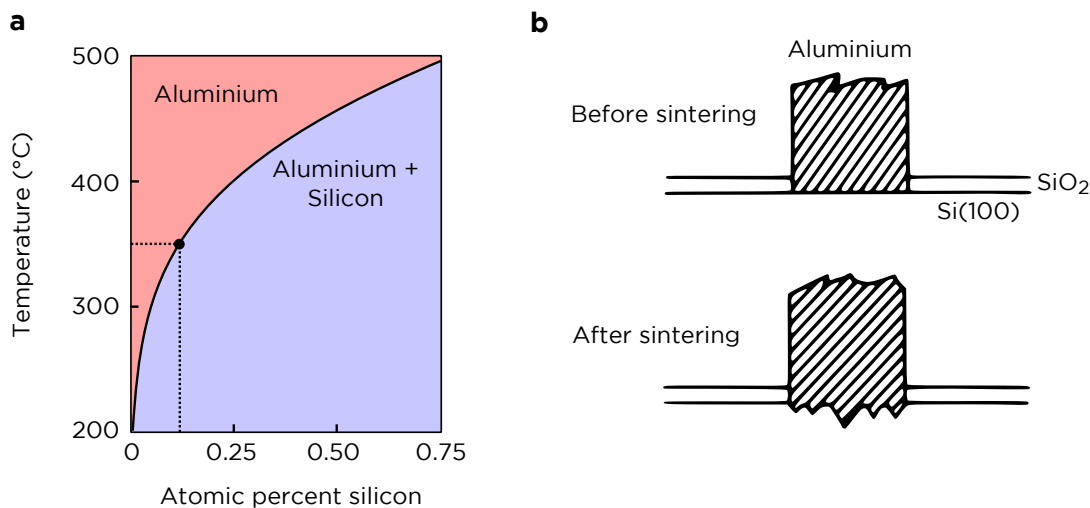 a
500
400
300
200
Temperature (°C)
Aluminium
Aluminium +
Silicon
0
0.25
0.50
0.75
Atomic percent silicon
b
Aluminium
Before sintering
SiO₂
Si(100)
After sintering